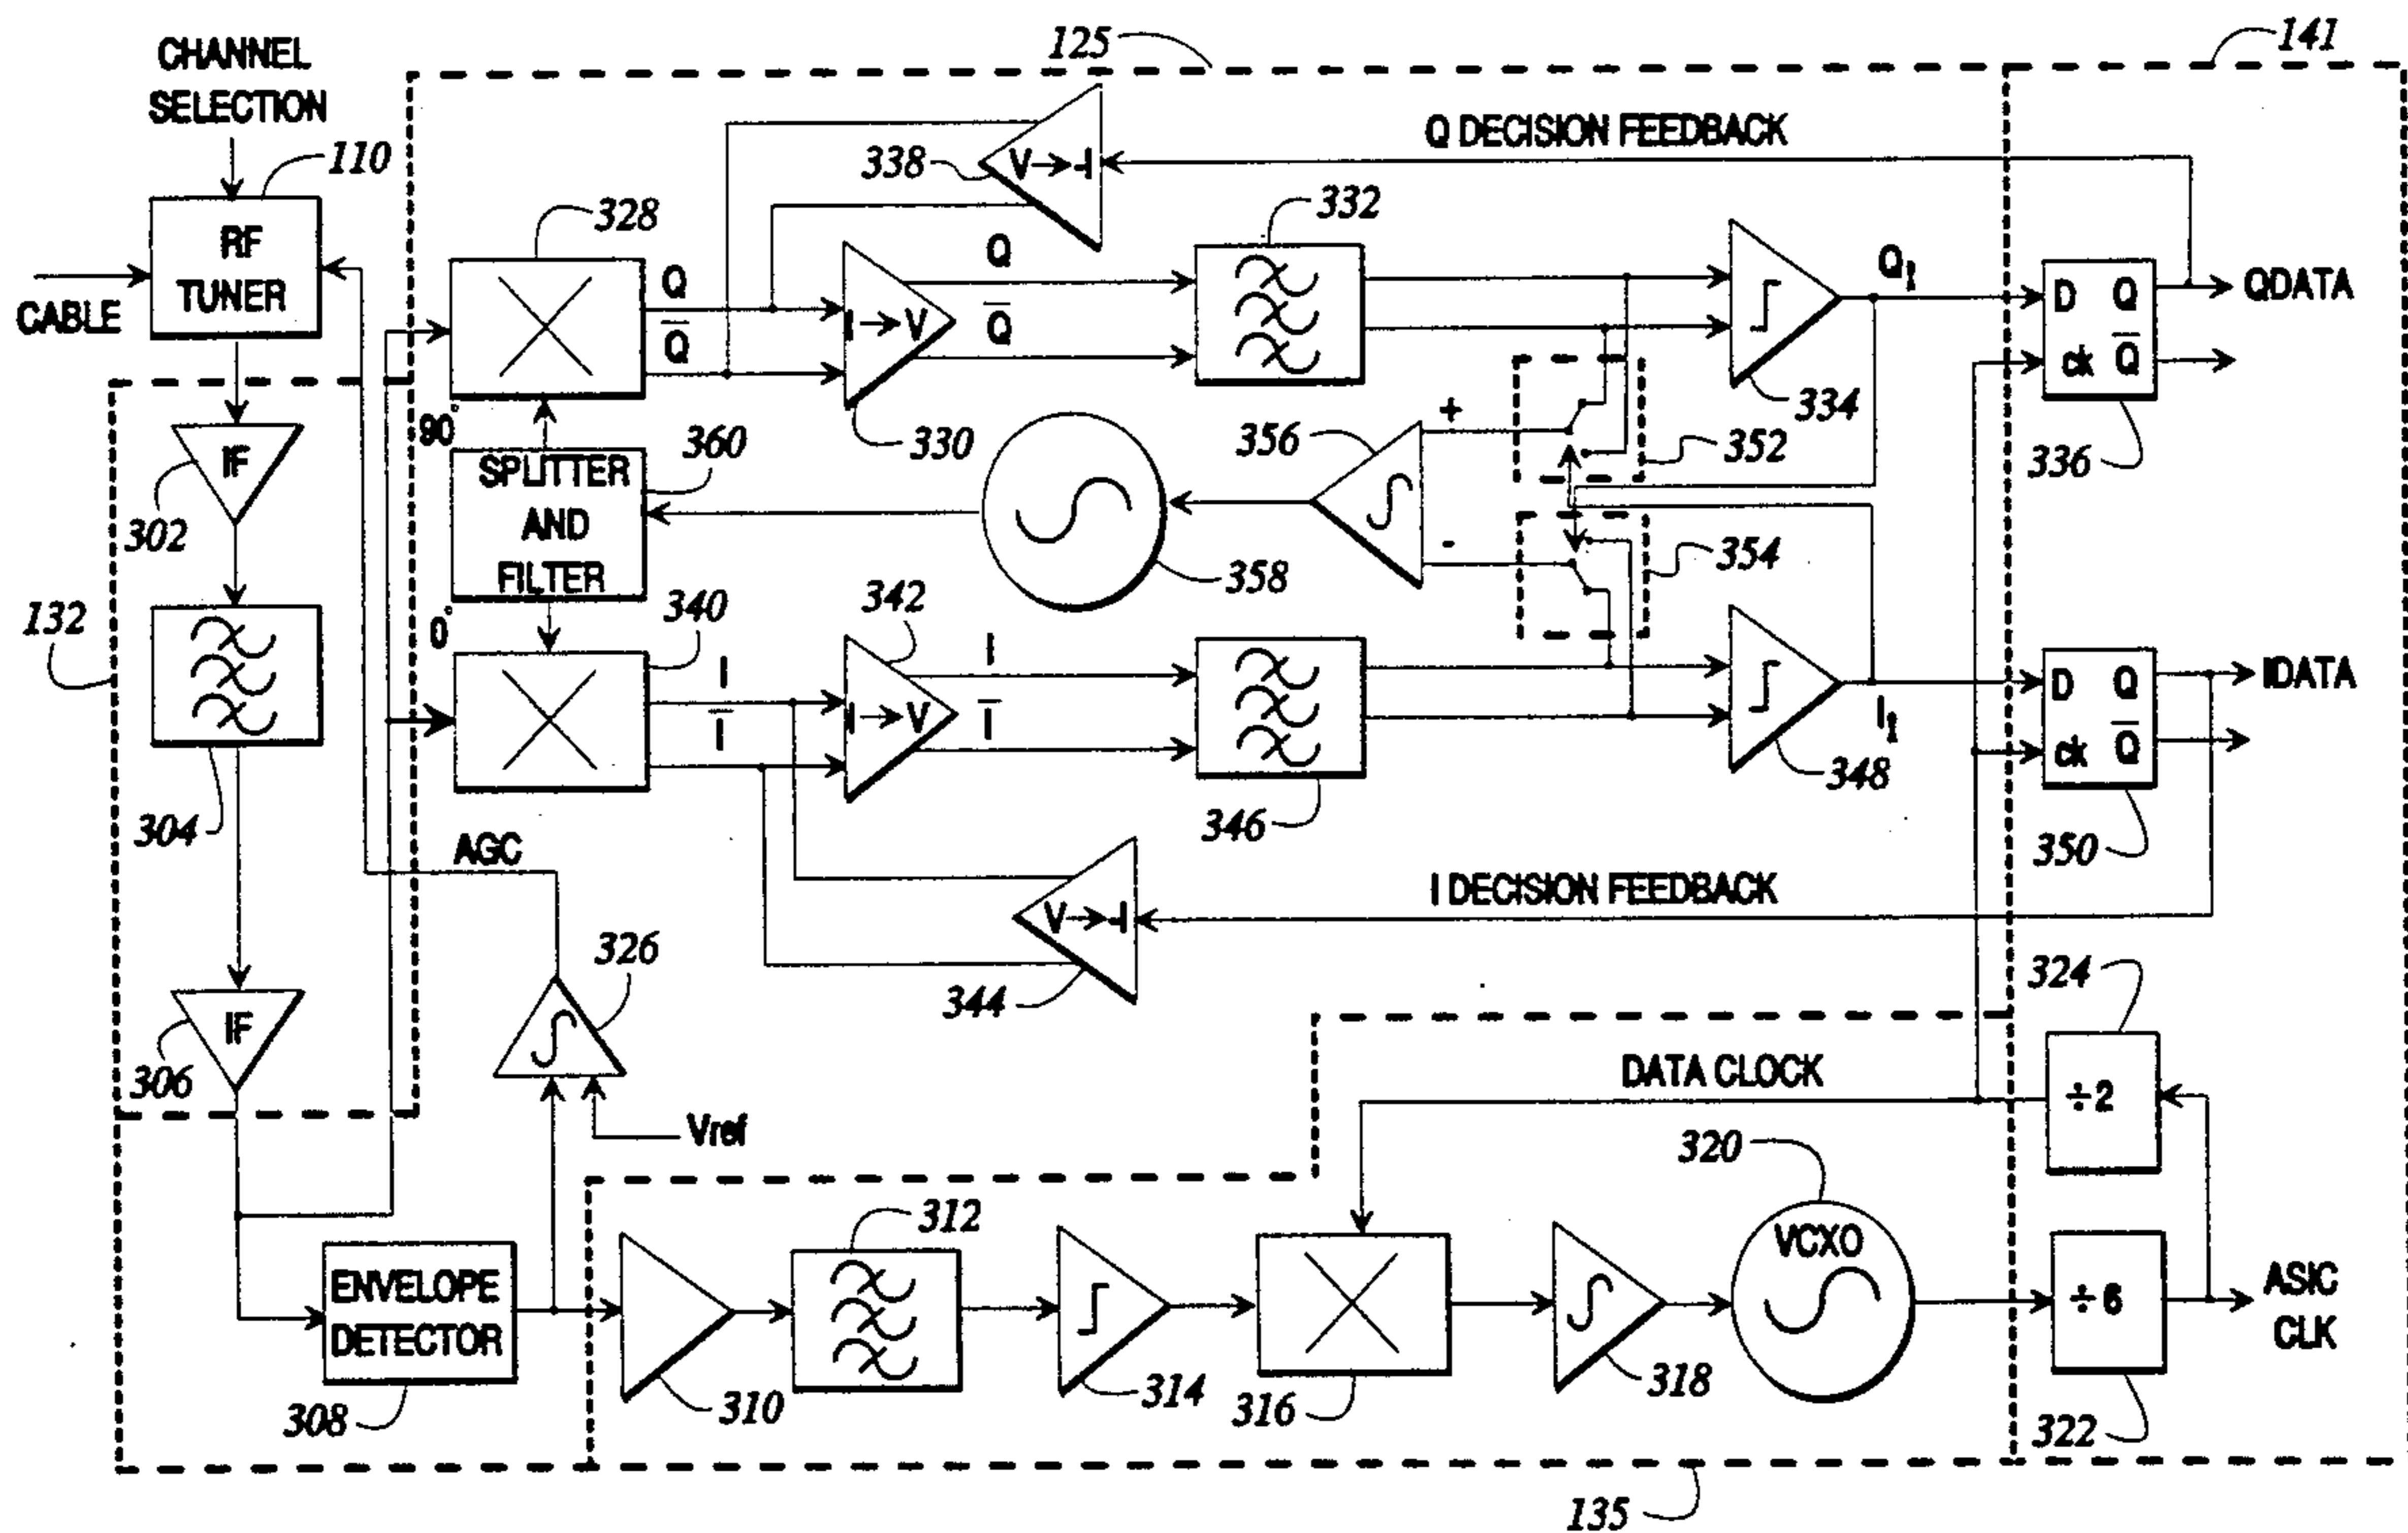 125
141
CHANNEL
SELECTION
110
Q DECISION FEEDBACK
V → I
338
RF
TUNER
CABLE
328
332
Q
Q̅
I → V
Q
Q̅
Q1
D Q
ck Q̅
QDATA
330
334
336
90°
360
356
+
-
352
354
IF
302
SPLITTER
AND
FILTER
358
132
0°
340
342
I
I̅
I → V
I
I̅
I1
D Q
ck Q̅
IDATA
304
346
348
350
AGC
I DECISION FEEDBACK
V → I
344
326
324
IF
306
Vref
DATA CLOCK
÷2
320
312
VCXO
ENVELOPE
DETECTOR
÷6
ASIC
CLK
308
310
314
316
318
322
135